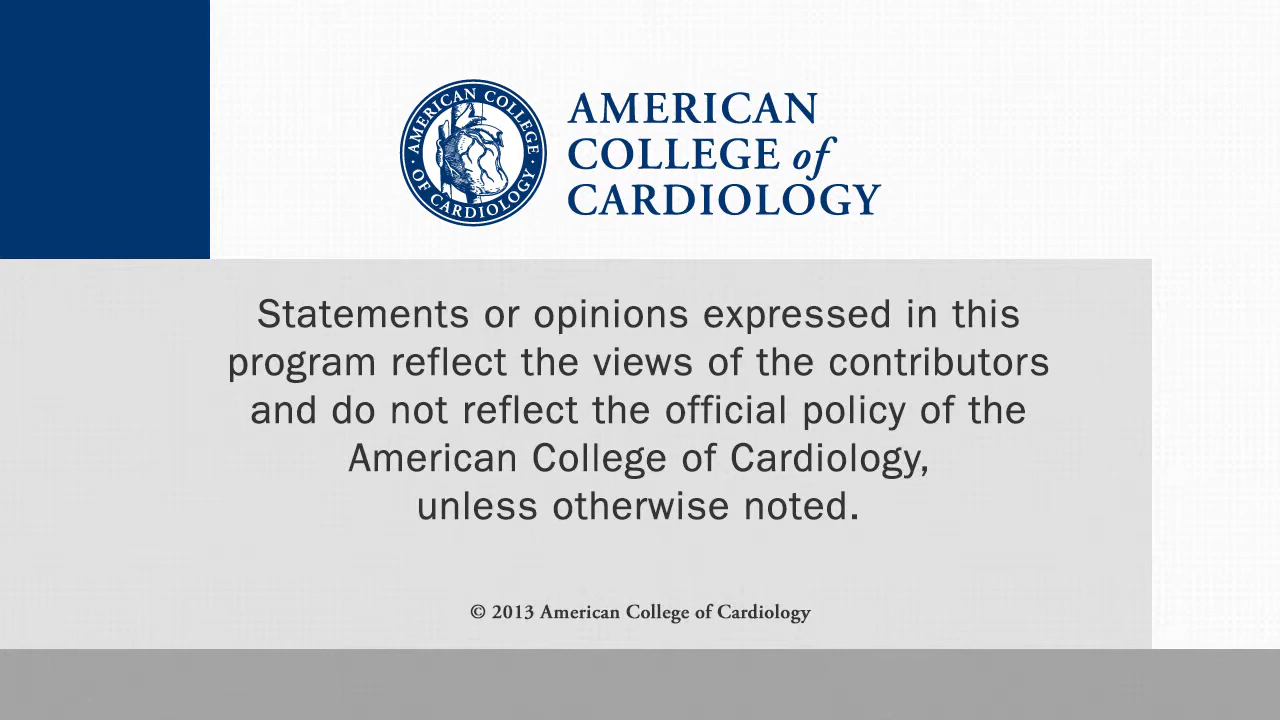 AMERICAN COLLEGE
OF CARDIOLOGY
AMERICAN
COLLEGE of
CARDIOLOGY
Statements or opinions expressed in this
program reflect the views of the contributors
and do not reflect the official policy of the
American College of Cardiology,
unless otherwise noted.
© 2013 American College of Cardiology